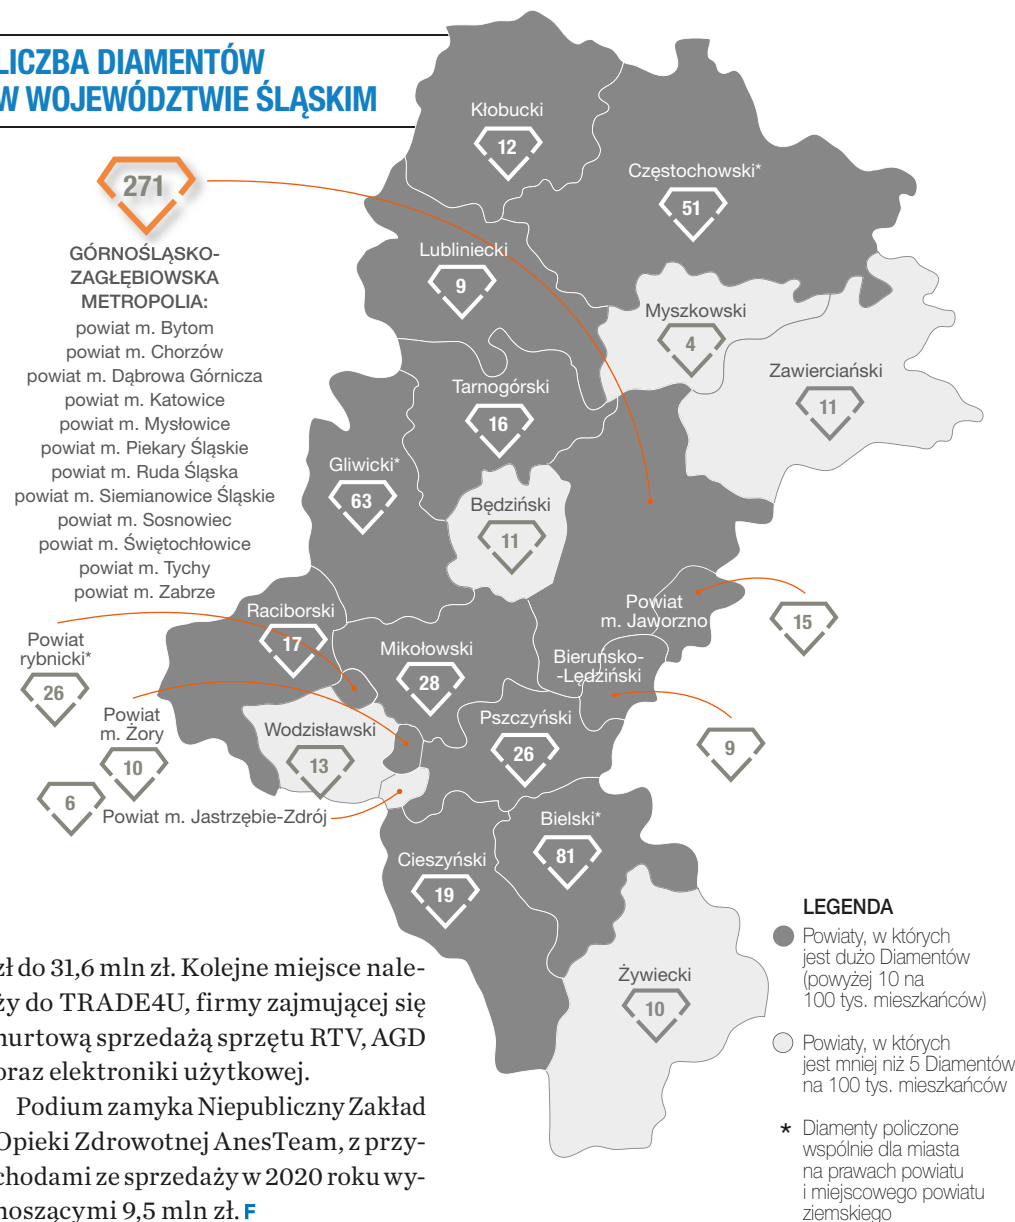 LICZBA DIAMENTÓW
W WOJEWÓDZTWIE ŚLĄSKIM
271
GÓRNOŚLĄSKO-
ZAGŁĘBIOWSKA
METROPOLIA:
powiat m. Bytom
powiat m. Chorzów
powiat m. Dąbrowa Górnicza
powiat m. Katowice
powiat m. Mysłowice
powiat m. Piekary Śląskie
powiat m. Ruda Śląska
powiat m. Siemianowice Śląskie
powiat m. Sosnowiec
powiat m. Świętochłowice
powiat m. Tychy
powiat m. Zabrze
Kłobucki
12
Częstochowski*
51
Lubliniecki
9
Myszkowski
4
Zawierciański
11
Tarnogórski
16
Gliwicki*
63
Będziński
11
Powiat
m. Jaworzno
15
Raciborski
17
Powiat
rybnicki*
26
Mikołowski
28
Bieruńsko-
-Lędziński
9
Powiat
m. Żory
10
Wodzisławski
13
Pszczyński
26
6
Powiat m. Jastrzębie-Zdrój
Bielski*
81
Cieszyński
19
Żywiecki
10
LEGENDA
Powiaty, w których
jest dużo Diamentów
(powyżej 10 na
100 tys. mieszkańców)
Powiaty, w których
jest mniej niż 5 Diamentów
na 100 tys. mieszkańców
* Diamenty policzone
wspólnie dla miasta
na prawach powiatu
i miejscowego powiatu
ziemskiego
zł do 31,6 mln zł. Kolejne miejsce nale-
ży do TRADE4U, firmy zajmującej się
hurtową sprzedażą sprzętu RTV, AGD
oraz elektroniki użytkowej.
Podium zamyka Niepubliczny Zakład
Opieki Zdrowotnej AnesTeam, z przy-
chodami ze sprzedaży w 2020 roku wy-
noszącymi 9,5 mln zł. F